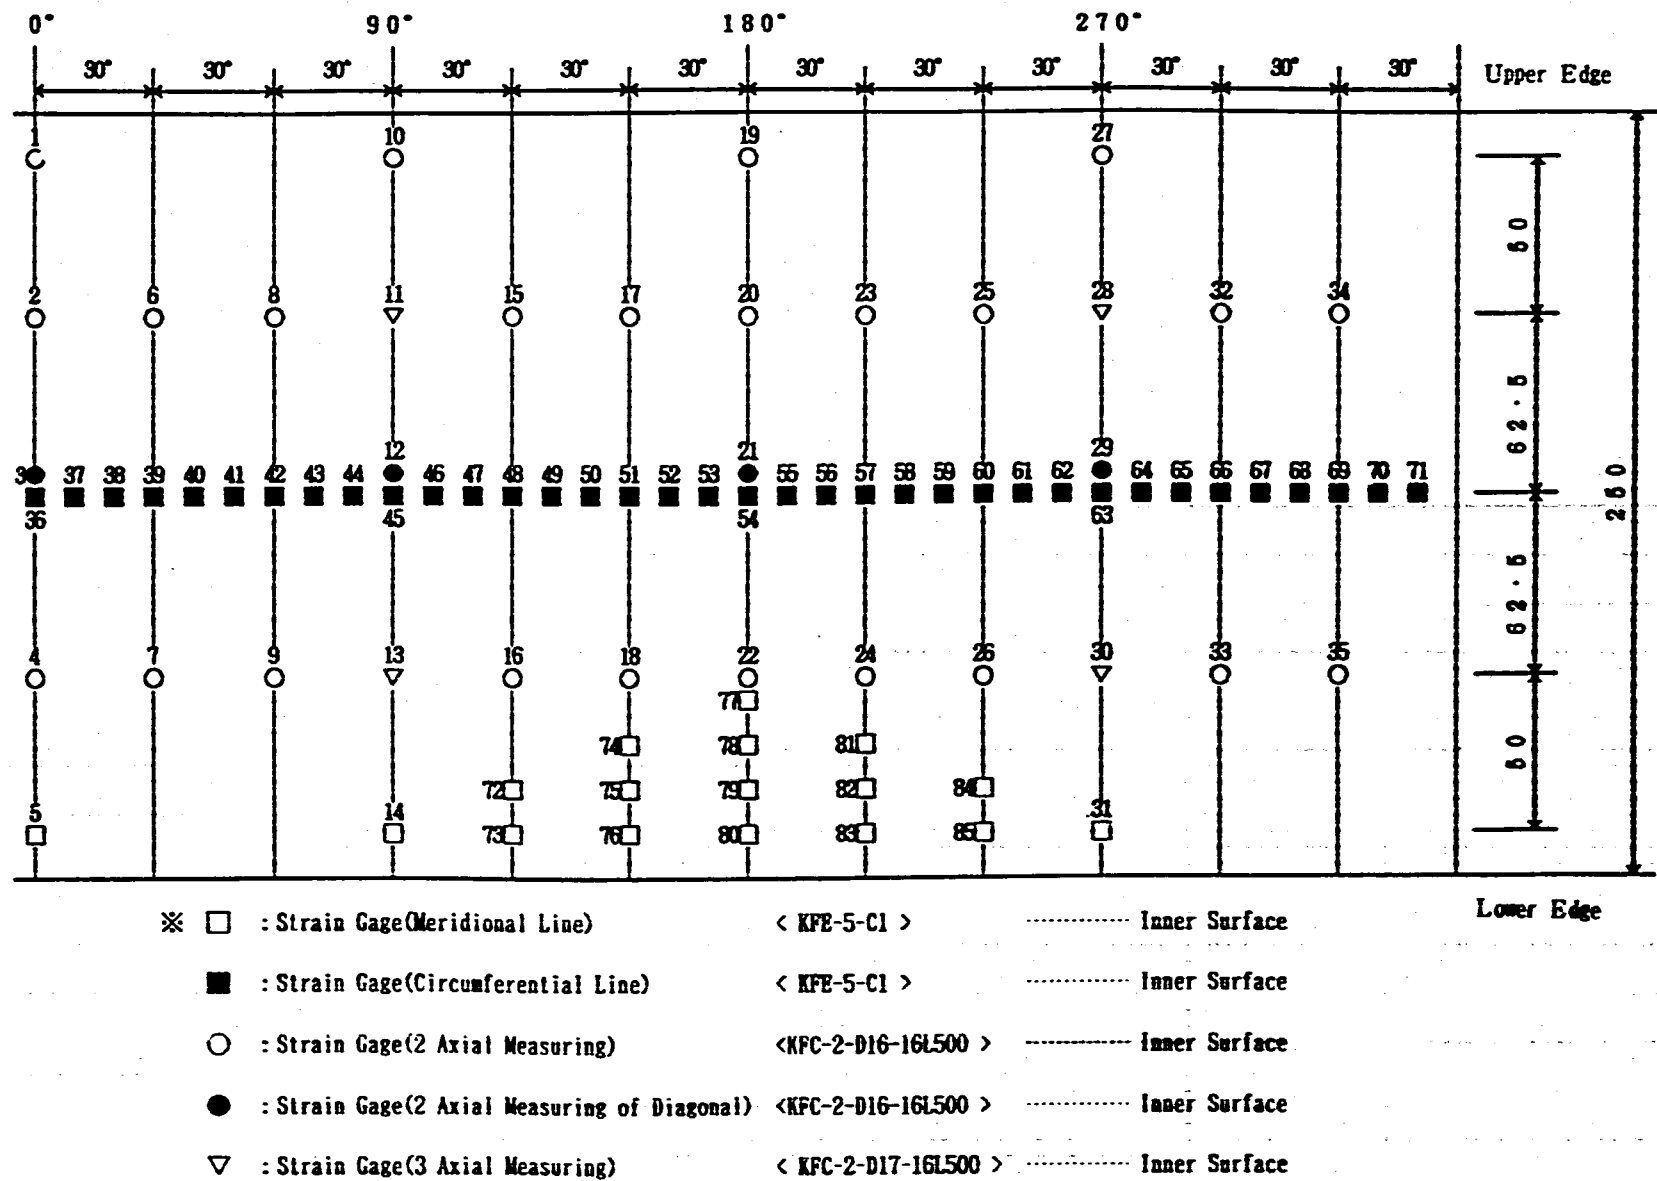 0° 90° 180° 270°
30° 30° 30° 30° 30° 30° 30° 30° 30° 30° 30° 30°
Upper Edge
1 10 19 27
50
2 6 8 11 15 17 20 23 25 28 32 34
62.5
12 21 29
3 37 38 39 40 41 42 43 44 46 47 48 49 50 51 52 53 55 56 57 58 59 60 61 62 64 65 66 67 68 69 70 71
36 45 54 63
250
62.5
4 7 9 13 16 18 22 24 26 30 33 35
77
74 78 81
50
72 75 79 82 84
5 14 73 76 80 83 85 31
Lower Edge
※ □ : Strain Gage(Meridional Line) < KFE-5-C1 > Inner Surface
■ : Strain Gage(Circumferential Line) < KFE-5-C1 > Inner Surface
○ : Strain Gage(2 Axial Measuring) <KFC-2-D16-16L500 > Inner Surface
● : Strain Gage(2 Axial Measuring of Diagonal) <KFC-2-D16-16L500 > Inner Surface
▽ : Strain Gage(3 Axial Measuring) < KFC-2-D17-16L500 > Inner Surface